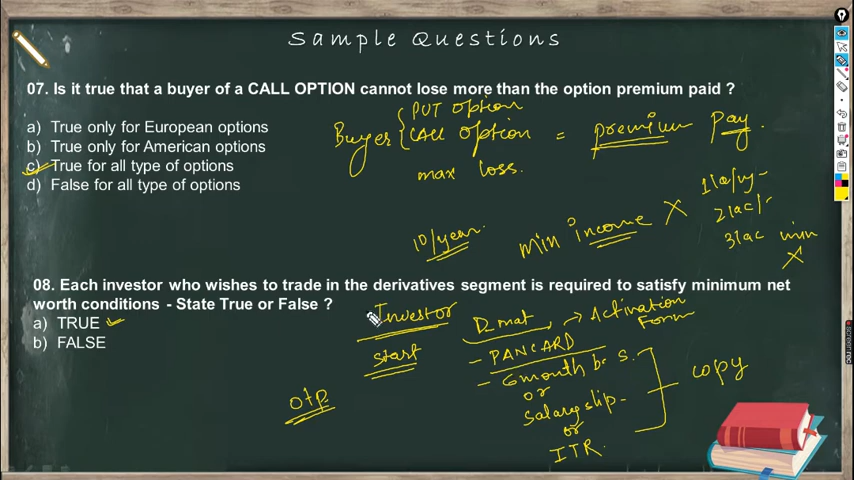 Sample Questions
07. Is it true that a buyer of a CALL OPTION cannot lose more than the option premium paid ?
a) True only for European options
b) True only for American options
c) True for all type of options
d) False for all type of options
Buyer
PUT option
CALL option = premium Pay.
max loss.
10/year
min income X
1lac/y-
2lac/-
3lac min
X
08. Each investor who wishes to trade in the derivatives segment is required to satisfy minimum net
worth conditions - State True or False ?
a) TRUE
b) FALSE
Investor
start
otp
Dmat → Activation
Form
- PANCARD
- 6month b. s.
or
Salary slip -
or
ITR.
copy